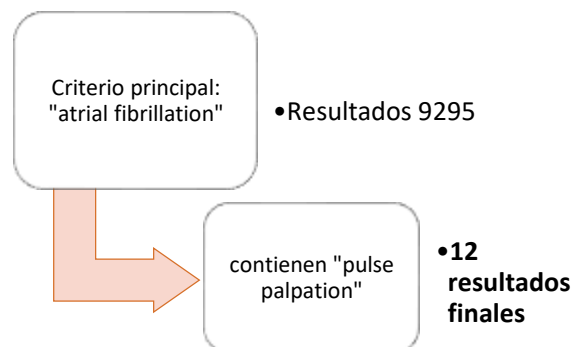 Criterio principal:
"atrial fibrillation"
•Resultados 9295
contienen "pulse
palpation"
•12
resultados
finales